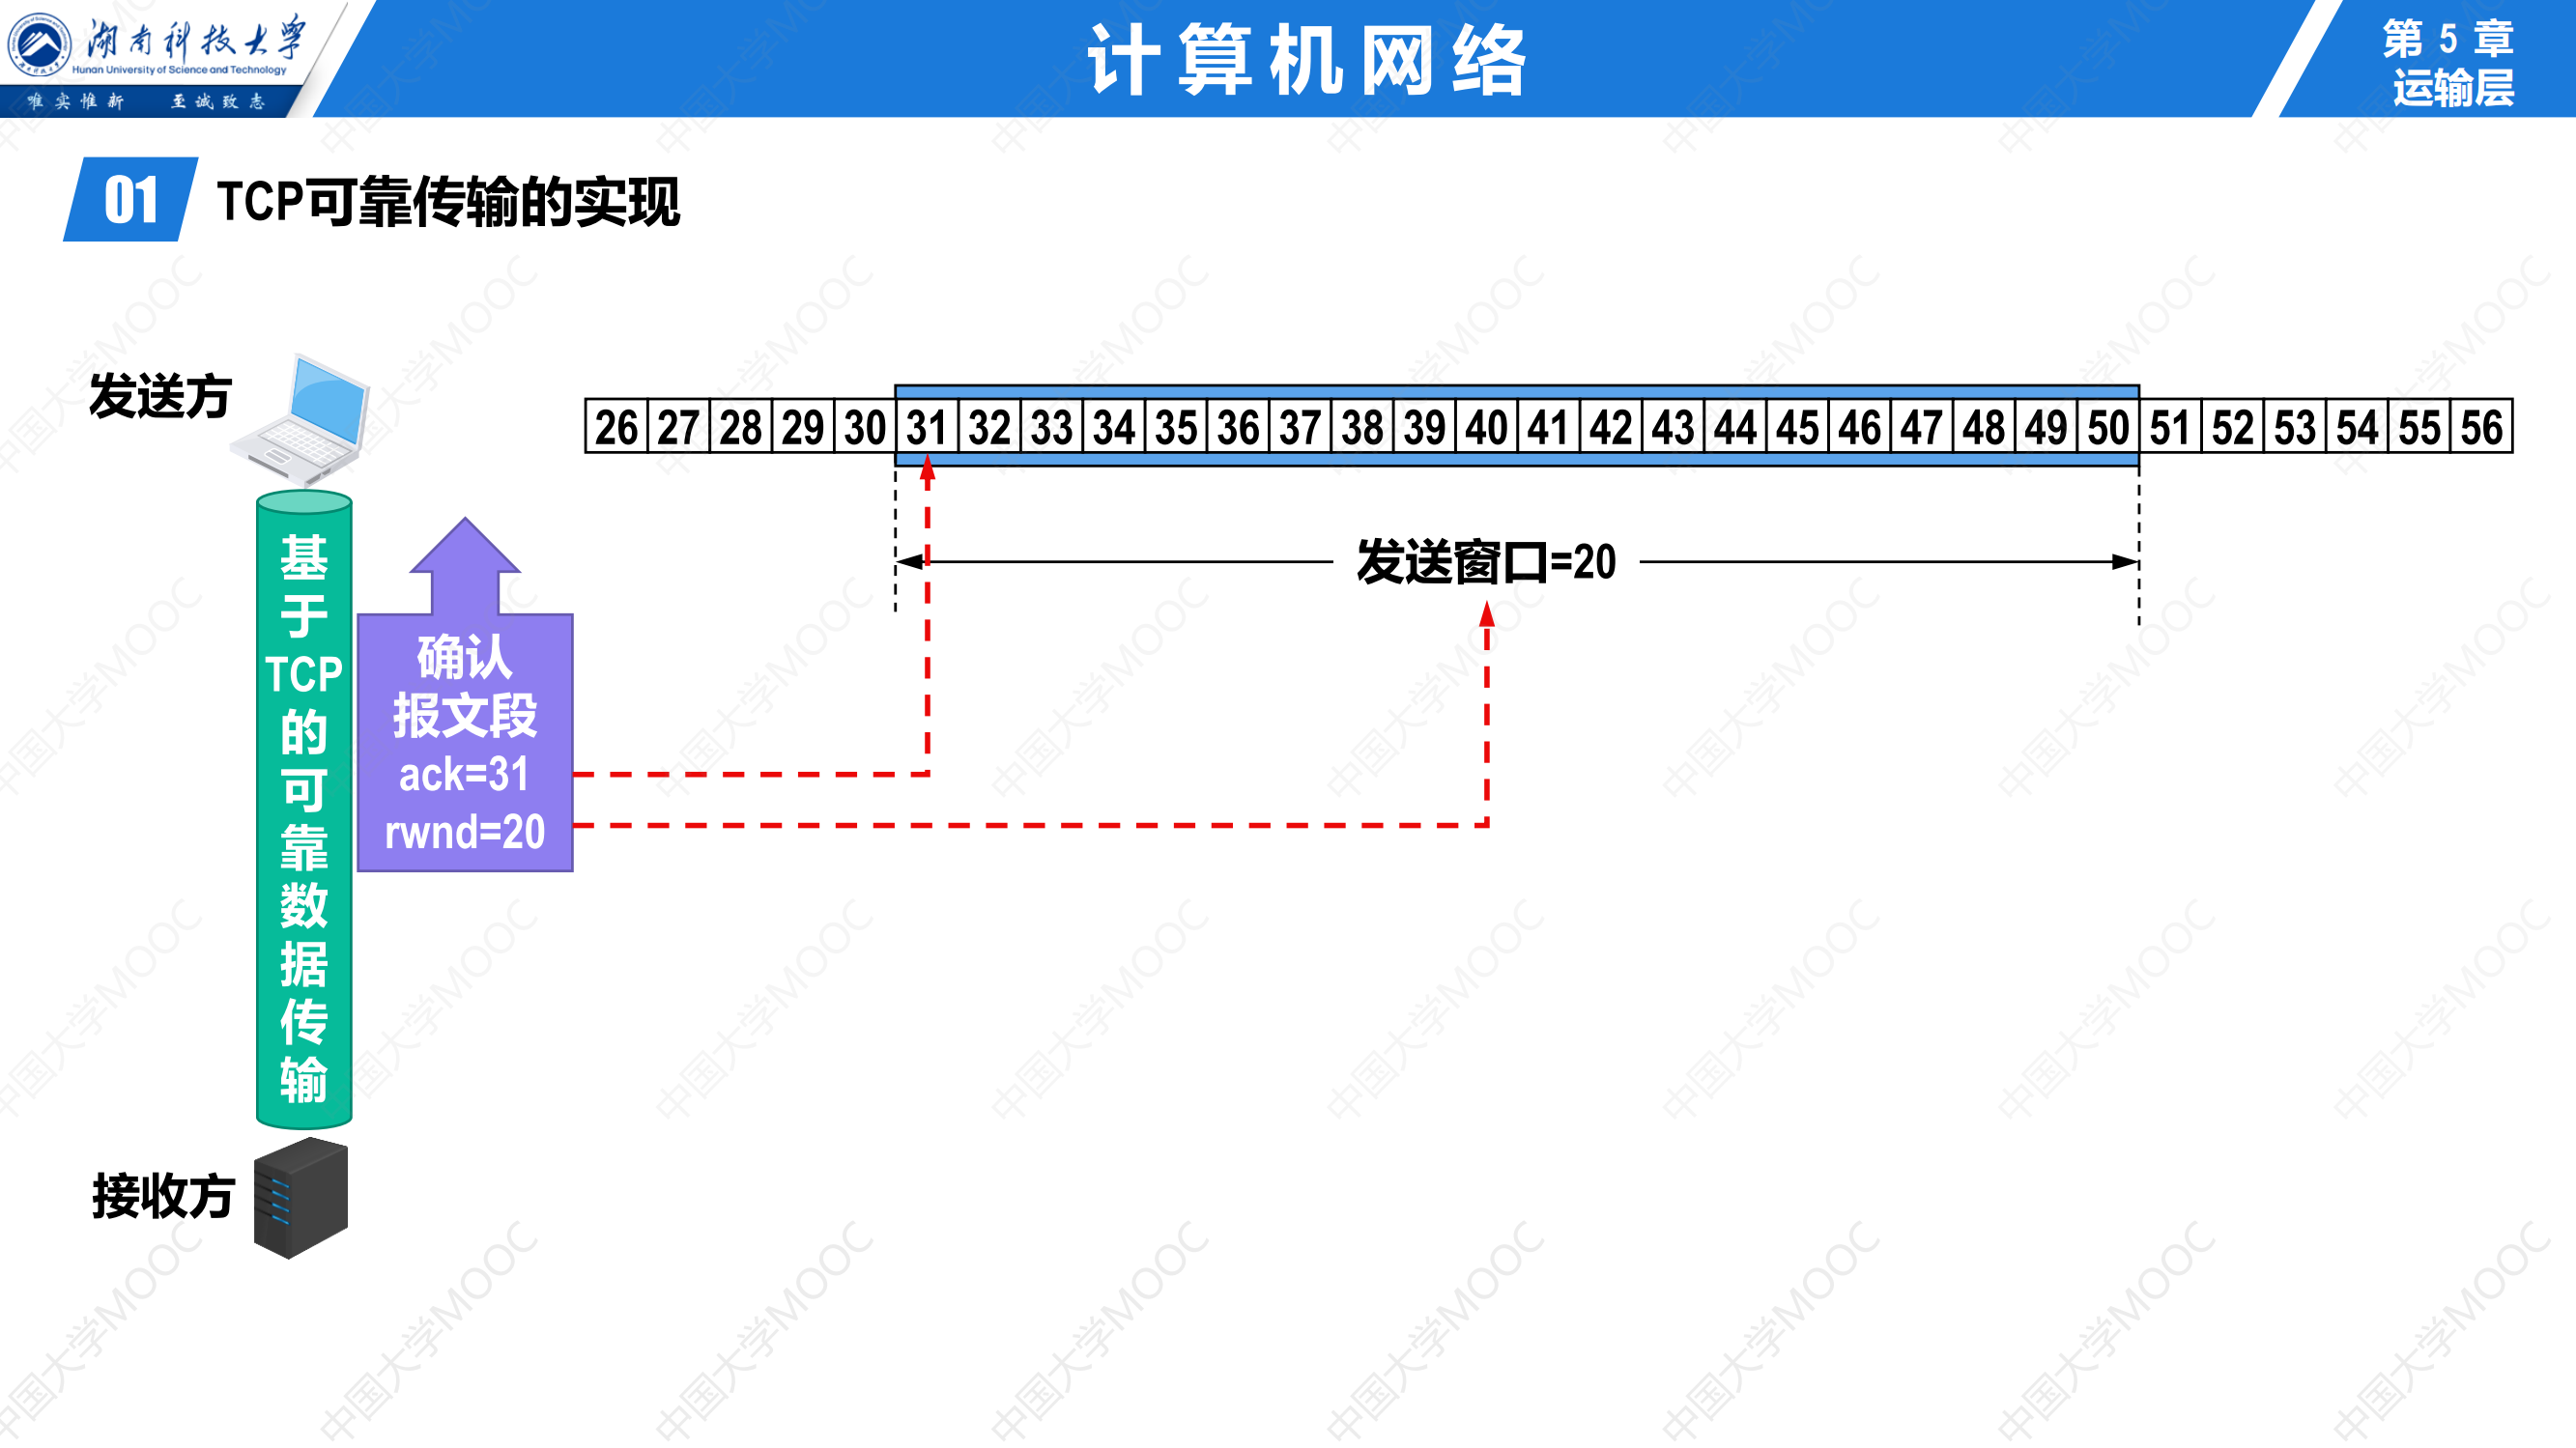 湖南科技大学
Hunan University of Science and Technology
唯实惟新 至诚致志
计算机网络
第 5 章
运输层
01 TCP可靠传输的实现
发送方
26 27 28 29 30 31 32 33 34 35 36 37 38 39 40 41 42 43 44 45 46 47 48 49 50 51 52 53 54 55 56
发送窗口=20
基于TCP的可靠数据传输
确认
报文段
ack=31
rwnd=20
接收方
中国大学MOOC